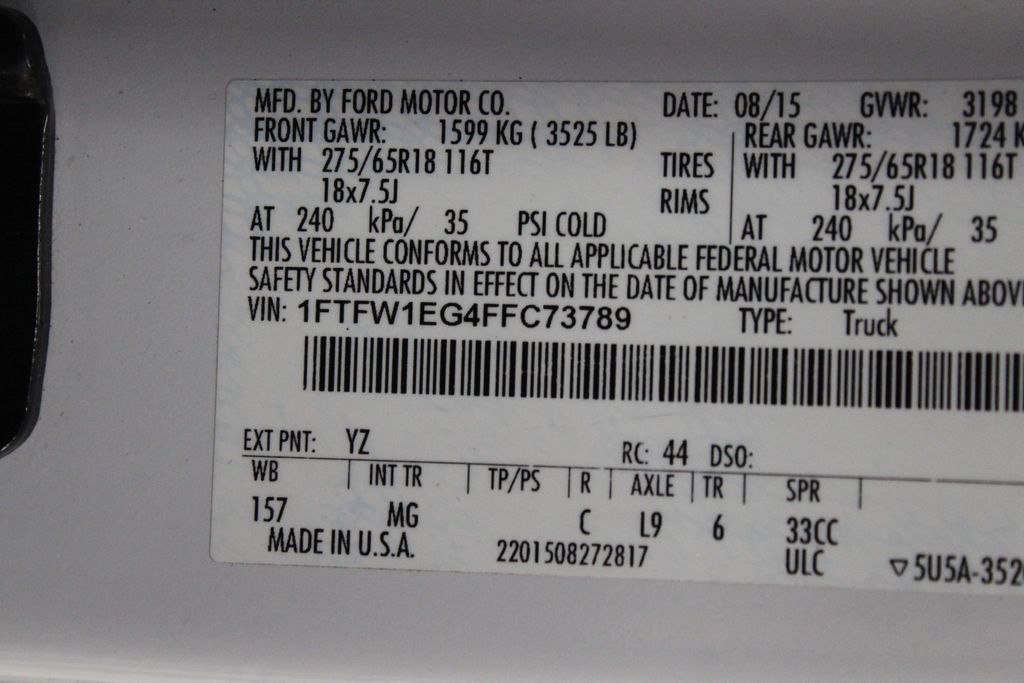 MFD. BY FORD MOTOR CO. DATE: 08/15 GVWR: 3198
FRONT GAWR: 1599 KG ( 3525 LB) REAR GAWR: 1724 K
WITH 275/65R18 116T TIRES WITH 275/65R18 116T
18x7.5J RIMS 18x7.5J
AT 240 kPa/ 35 PSI COLD AT 240 kPa/ 35
THIS VEHICLE CONFORMS TO ALL APPLICABLE FEDERAL MOTOR VEHICLE
SAFETY STANDARDS IN EFFECT ON THE DATE OF MANUFACTURE SHOWN ABOV
VIN: 1FTFW1EG4FFC73789 TYPE: Truck
EXT PNT: YZ RC: 44 DSO:
WB INT TR TP/PS R AXLE TR SPR
157 MG C L9 6 33CC
MADE IN U.S.A. 2201508272817 ULC ▽5U5A-352